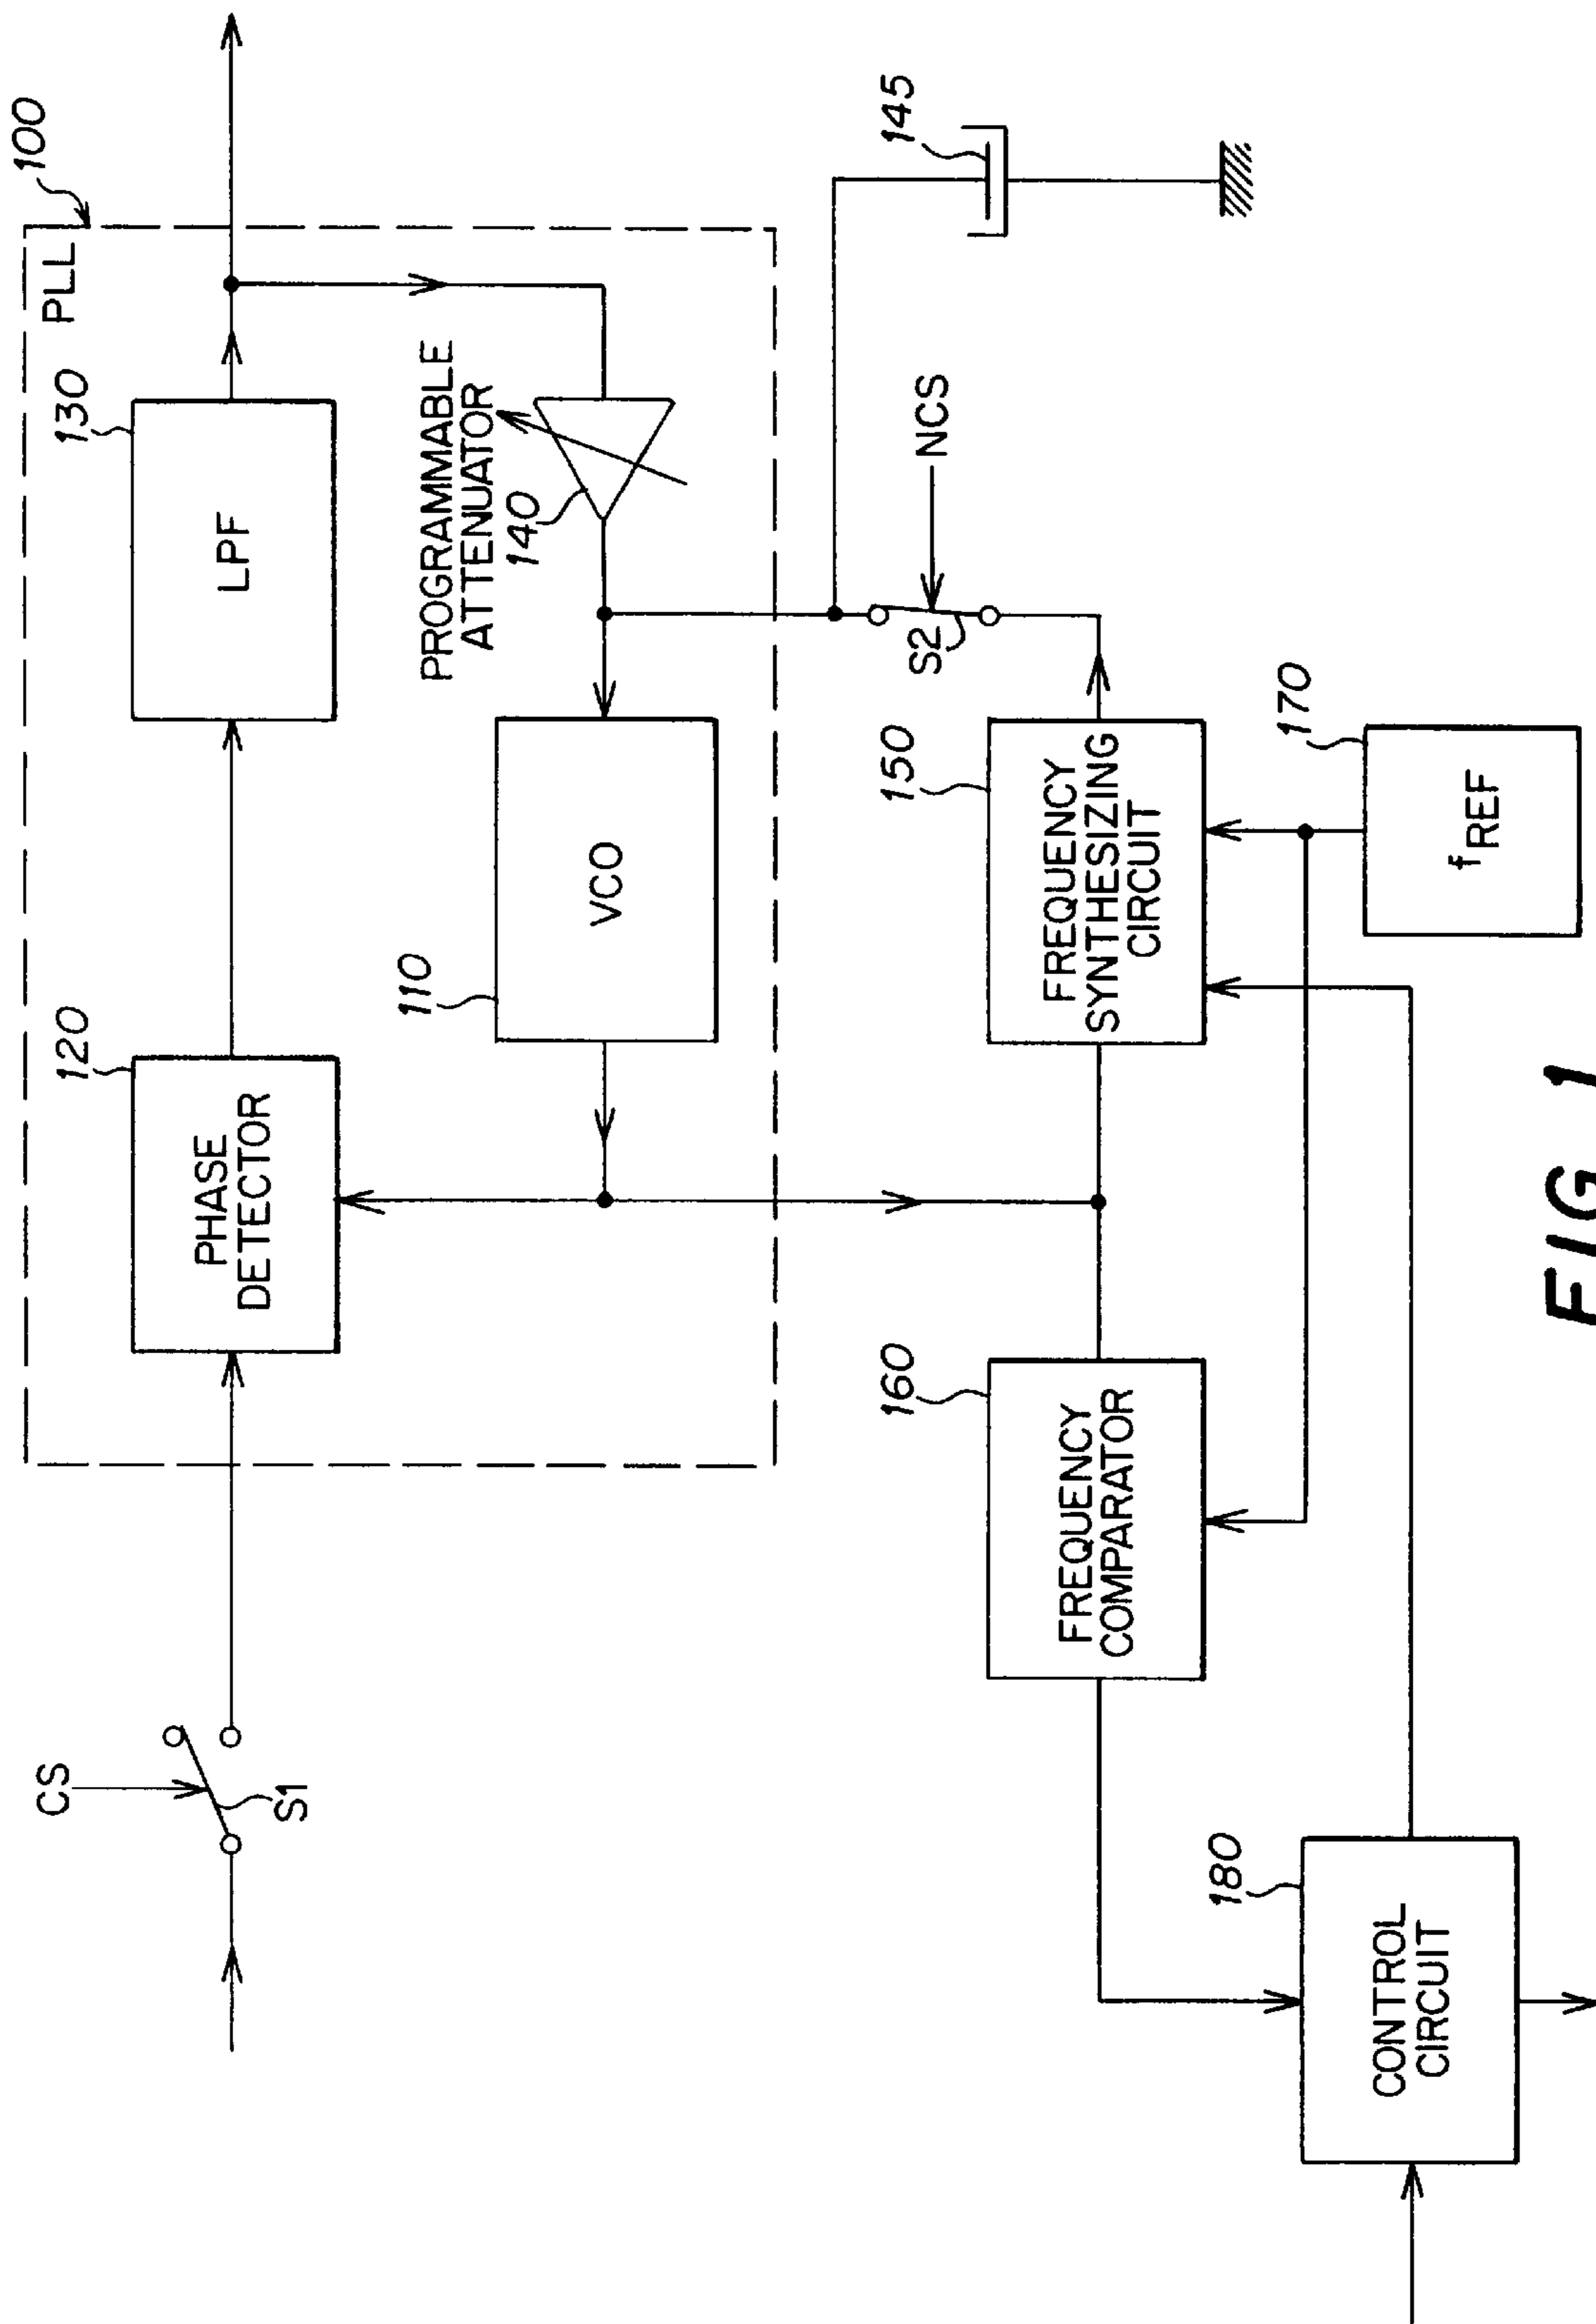 100
PLL
130
LPF
120
PHASE
DETECTOR
CS
S1
PROGRAMMABLE
ATTENUATOR
140
110
VCO
145
NCS
S2
150
FREQUENCY
SYNTHESIZING
CIRCUIT
160
FREQUENCY
COMPARATOR
170
fREF
180
CONTROL
CIRCUIT
FIG 1